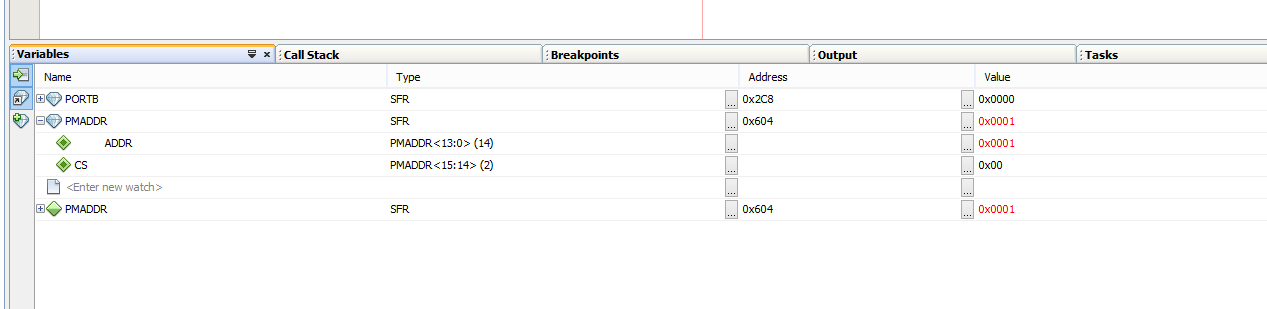 Variables Call Stack Breakpoints Output Tasks
Name Type Address Value
PORTB SFR ... 0x2C8 ... 0x0000
PMADDR SFR ... 0x604 ... 0x0001
ADDR PMADDR<13:0> (14) ... ... 0x0001
CS PMADDR<15:14> (2) ... ... 0x00
<Enter new watch> ... ...
PMADDR SFR ... 0x604 ... 0x0001